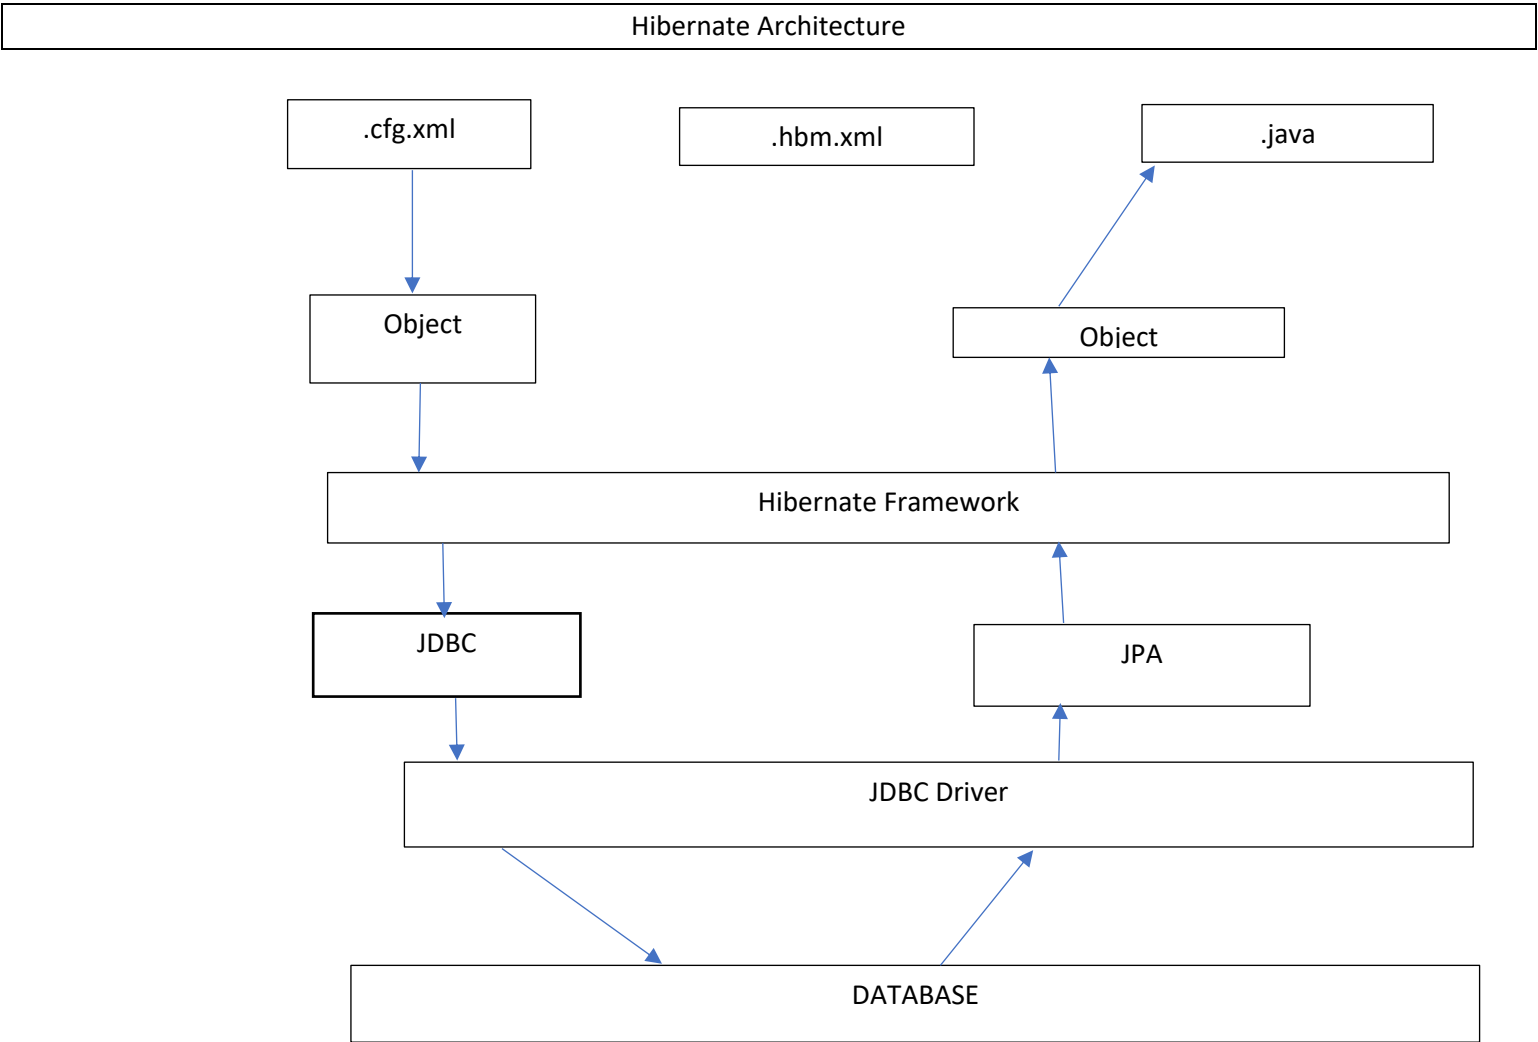 Hibernate Architecture
.cfg.xml
.hbm.xml
.java
Object
Object
Hibernate Framework
JDBC
JPA
JDBC Driver
DATABASE